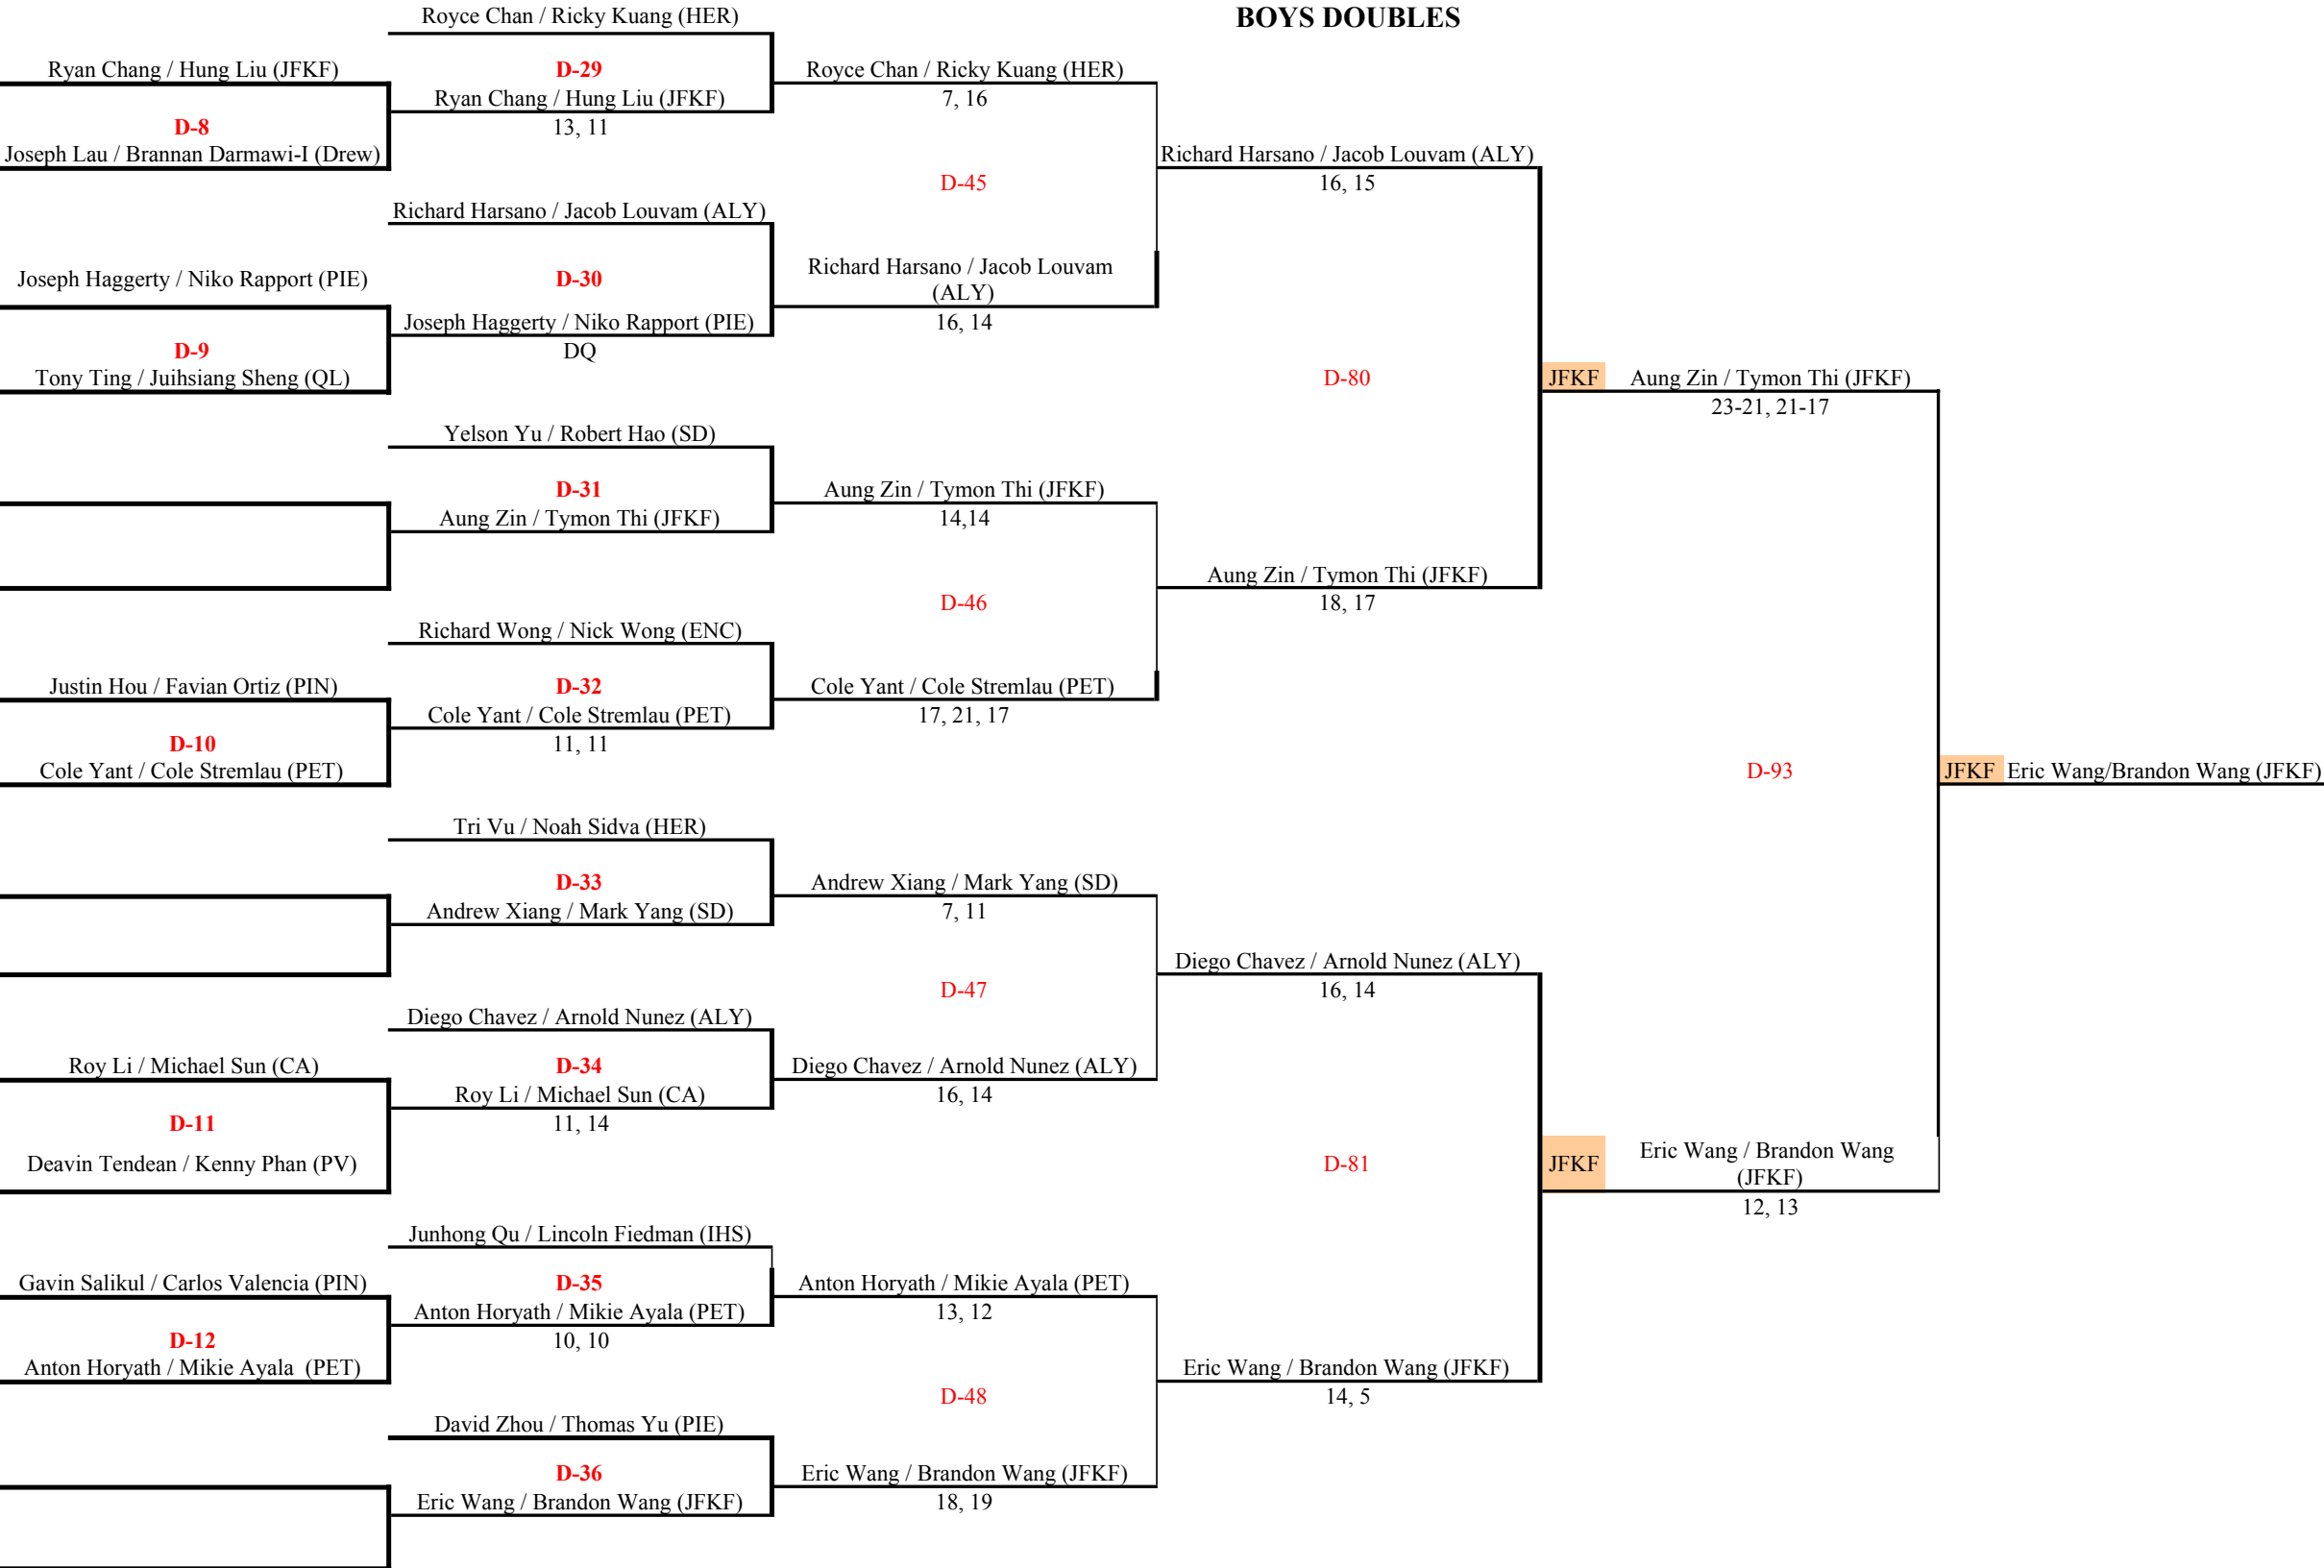 BOYS DOUBLES
Royce Chan / Ricky Kuang (HER)
Ryan Chang / Hung Liu (JFKF)
D-29
Royce Chan / Ricky Kuang (HER)
Ryan Chang / Hung Liu (JFKF)
7, 16
D-8
13, 11
Joseph Lau / Brannan Darmawi-I (Drew)
Richard Harsano / Jacob Louvam (ALY)
D-45
16, 15
Richard Harsano / Jacob Louvam (ALY)
Joseph Haggerty / Niko Rapport (PIE)
D-30
Richard Harsano / Jacob Louvam
(ALY)
Joseph Haggerty / Niko Rapport (PIE)
16, 14
D-9
DQ
Tony Ting / Juihsiang Sheng (QL)
D-80
JFKF
Aung Zin / Tymon Thi (JFKF)
23-21, 21-17
Yelson Yu / Robert Hao (SD)
D-31
Aung Zin / Tymon Thi (JFKF)
Aung Zin / Tymon Thi (JFKF)
14,14
Aung Zin / Tymon Thi (JFKF)
D-46
18, 17
Richard Wong / Nick Wong (ENC)
Justin Hou / Favian Ortiz (PIN)
D-32
Cole Yant / Cole Stremlau (PET)
Cole Yant / Cole Stremlau (PET)
17, 21, 17
D-10
11, 11
Cole Yant / Cole Stremlau (PET)
D-93
JFKF
Eric Wang/Brandon Wang (JFKF)
Tri Vu / Noah Sidva (HER)
D-33
Andrew Xiang / Mark Yang (SD)
Andrew Xiang / Mark Yang (SD)
7, 11
Diego Chavez / Arnold Nunez (ALY)
D-47
16, 14
Diego Chavez / Arnold Nunez (ALY)
Roy Li / Michael Sun (CA)
D-34
Diego Chavez / Arnold Nunez (ALY)
Roy Li / Michael Sun (CA)
16, 14
D-11
11, 14
Deavin Tendean / Kenny Phan (PV)
D-81
JFKF
Eric Wang / Brandon Wang
(JFKF)
12, 13
Junhong Qu / Lincoln Fiedman (IHS)
Gavin Salikul / Carlos Valencia (PIN)
D-35
Anton Horyath / Mikie Ayala (PET)
Anton Horyath / Mikie Ayala (PET)
13, 12
D-12
10, 10
Anton Horyath / Mikie Ayala (PET)
Eric Wang / Brandon Wang (JFKF)
D-48
14, 5
David Zhou / Thomas Yu (PIE)
D-36
Eric Wang / Brandon Wang (JFKF)
Eric Wang / Brandon Wang (JFKF)
18, 19